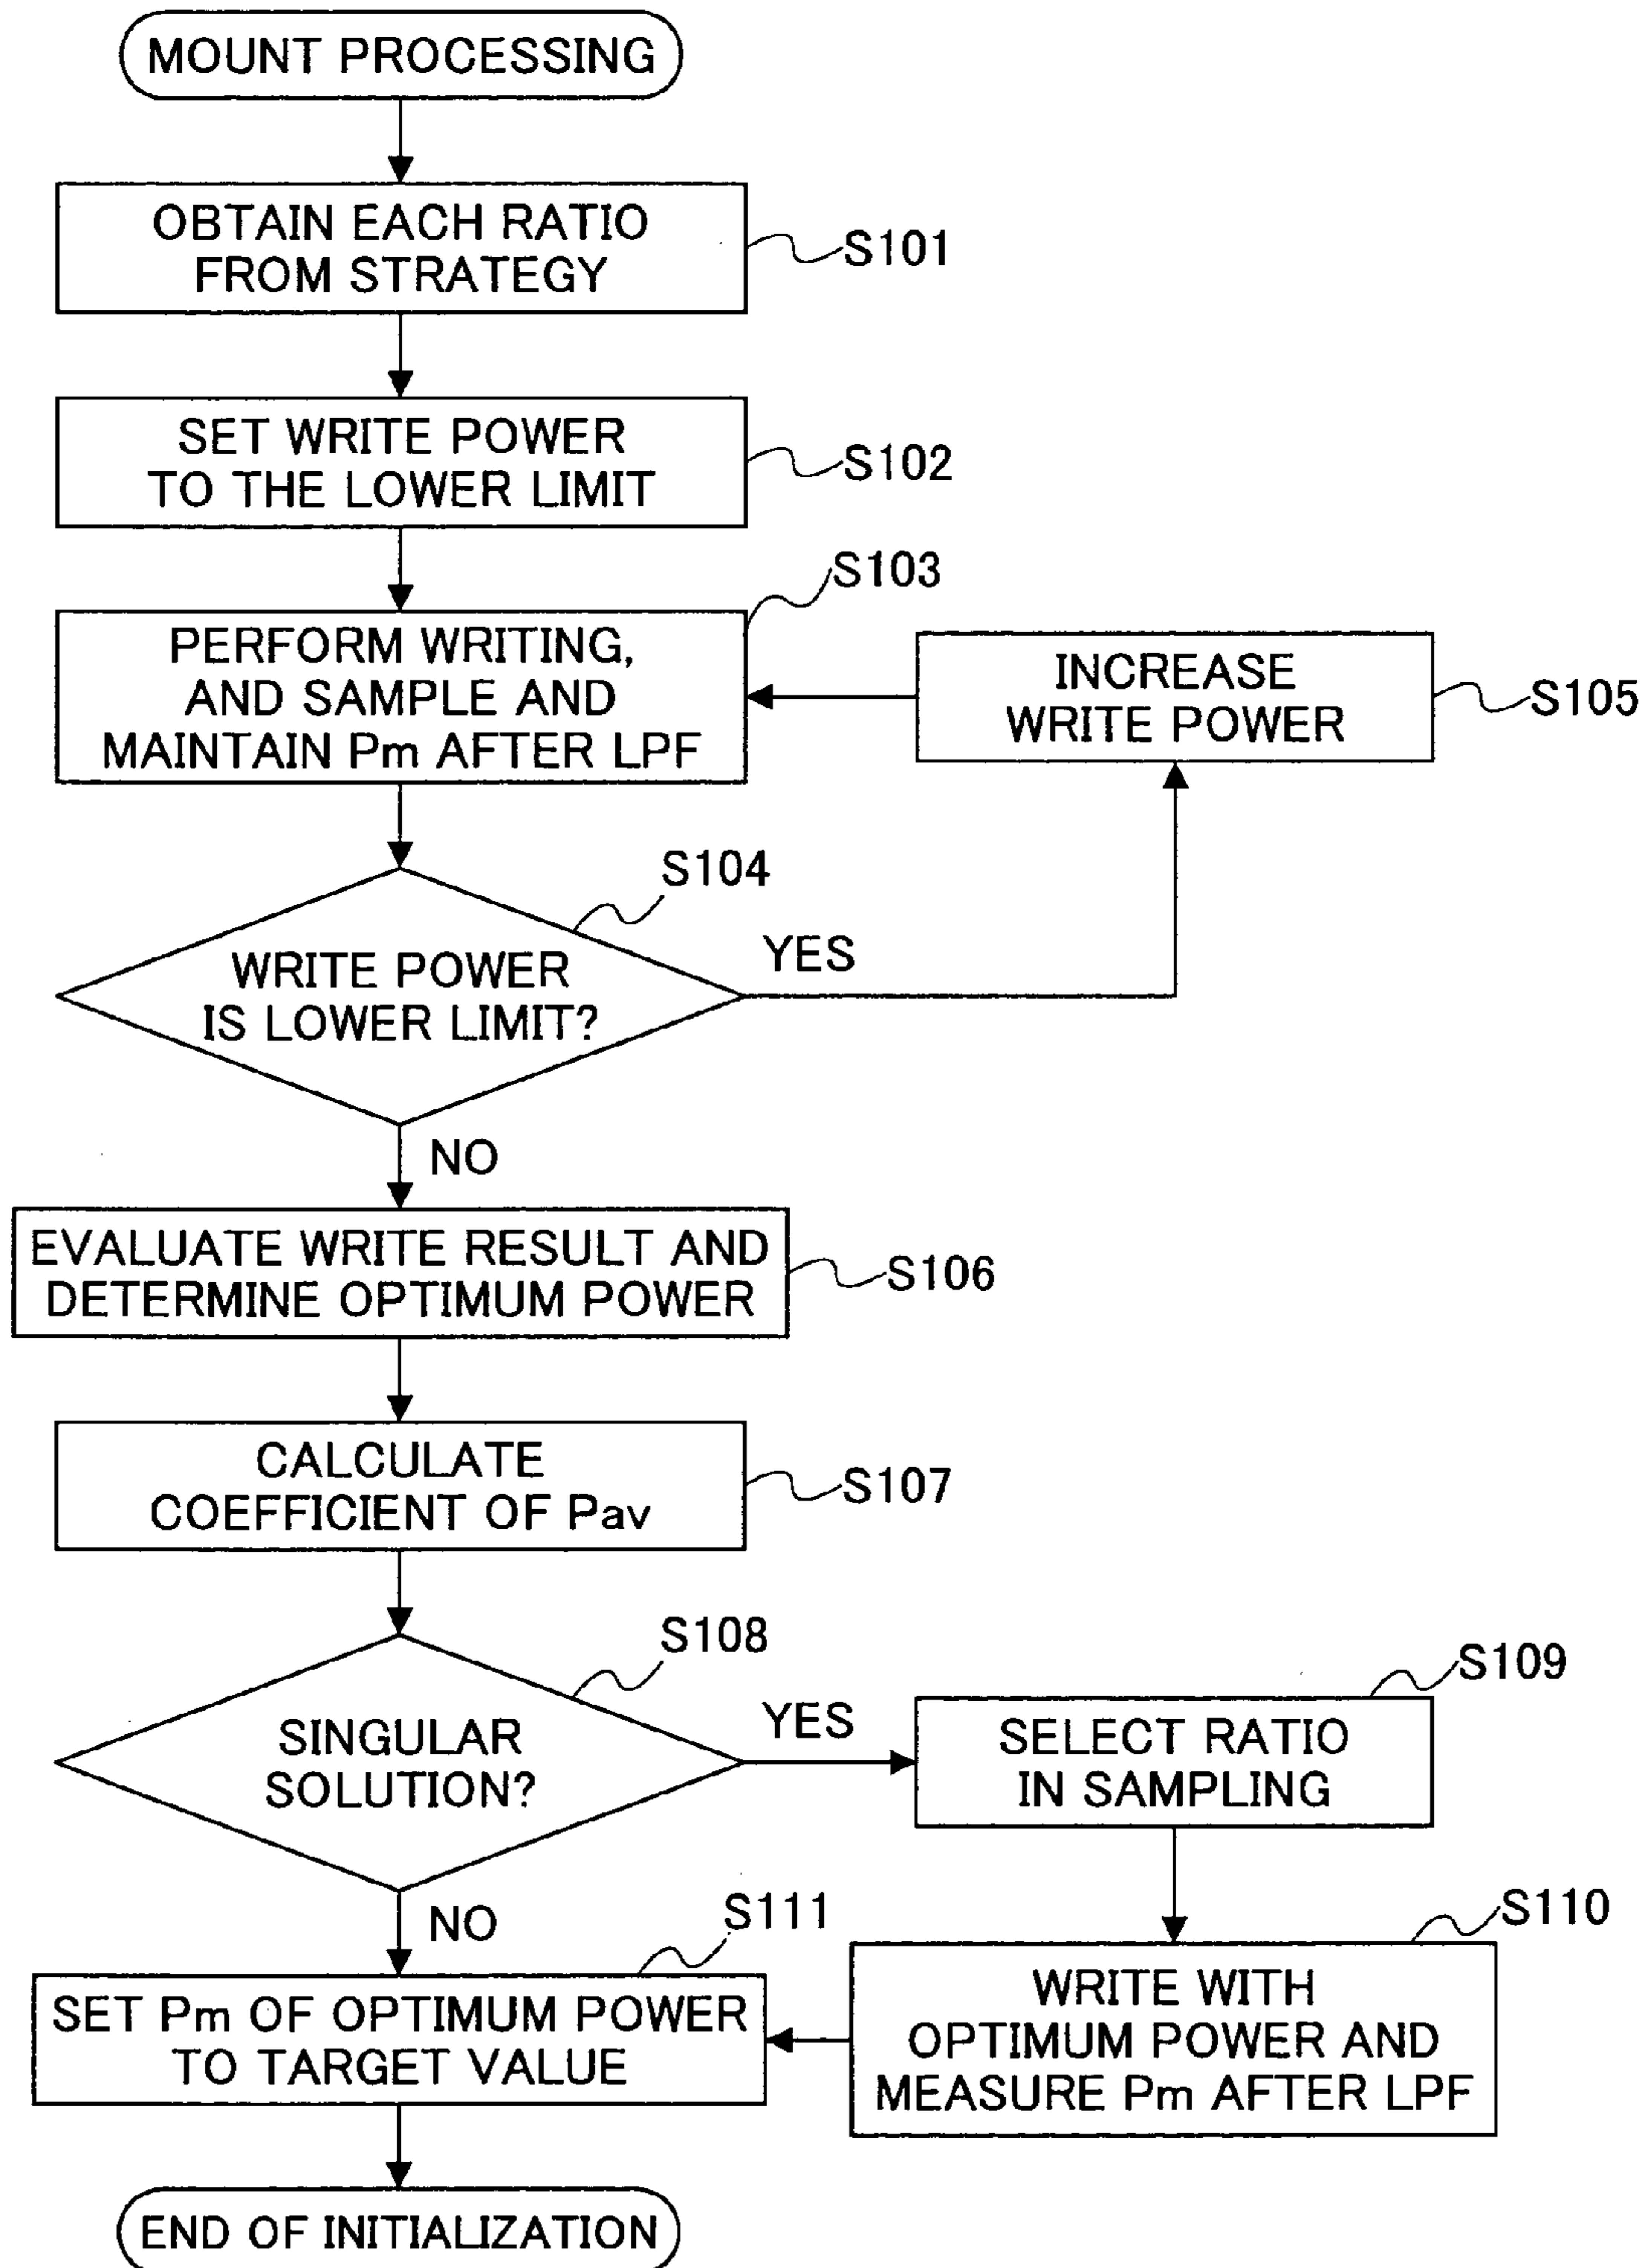 MOUNT PROCESSING
OBTAIN EACH RATIO
FROM STRATEGY
S101
SET WRITE POWER
TO THE LOWER LIMIT
S102
S103
PERFORM WRITING,
AND SAMPLE AND
MAINTAIN Pm AFTER LPF
INCREASE
WRITE POWER
S105
S104
WRITE POWER
IS LOWER LIMIT?
YES
NO
EVALUATE WRITE RESULT AND
DETERMINE OPTIMUM POWER
S106
CALCULATE
COEFFICIENT OF Pav
S107
S108
SINGULAR
SOLUTION?
YES
S109
SELECT RATIO
IN SAMPLING
NO
S111
S110
SET Pm OF OPTIMUM POWER
TO TARGET VALUE
WRITE WITH
OPTIMUM POWER AND
MEASURE Pm AFTER LPF
END OF INITIALIZATION